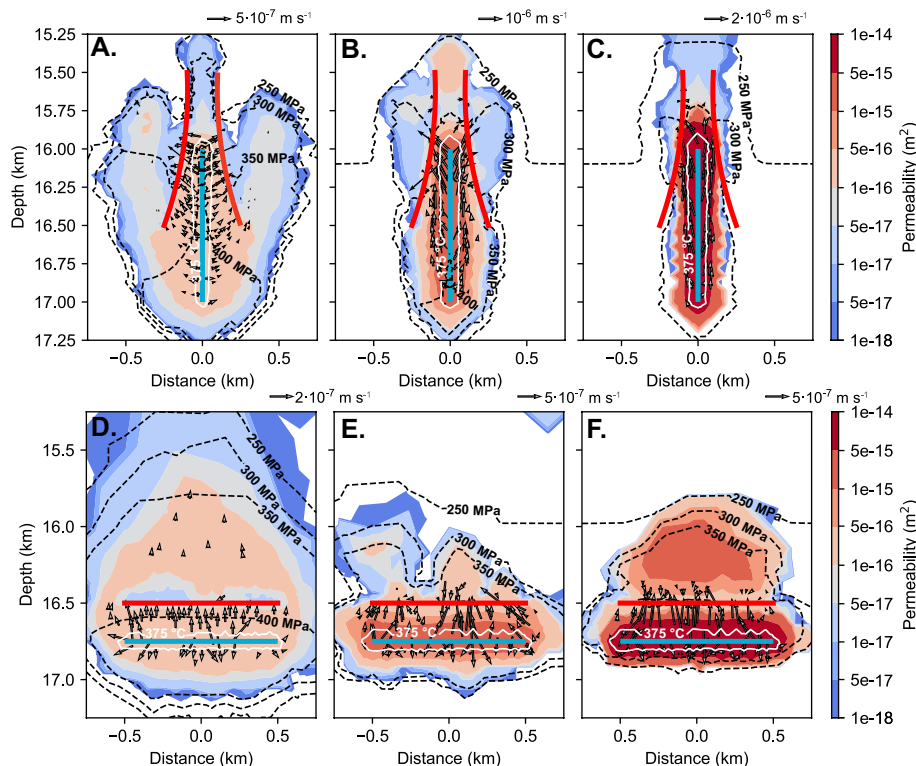 5·10⁻⁷ m s⁻¹
10⁻⁶ m s⁻¹
2·10⁻⁶ m s⁻¹
A.
B.
C.
15.25
15.50
15.75
16.00
16.25
16.50
16.75
17.00
17.25
Depth (km)
250 MPa
300 MPa
350 MPa
400 MPa
250 MPa
300 MPa
350 MPa
400
375 °C
250 MPa
300 MPa
375 °C
1e-14
5e-15
1e-15
5e-16
1e-16
5e-17
1e-17
5e-17
1e-18
Permeability (m²)
−0.5 0.0 0.5
−0.5 0.0 0.5
−0.5 0.0 0.5
Distance (km)
Distance (km)
Distance (km)
2·10⁻⁷ m s⁻¹
5·10⁻⁷ m s⁻¹
5·10⁻⁷ m s⁻¹
D.
E.
F.
15.5
16.0
16.5
17.0
Depth (km)
250 MPa
300 MPa
350 MPa
400 MPa
375 °C
250 MPa
300 MPa
350 MPa
375 °C
250 MPa
300 MPa
350 MPa
375 °C
1e-14
5e-15
1e-15
5e-16
1e-16
5e-17
1e-17
5e-17
1e-18
Permeability (m²)
−0.5 0.0 0.5
−0.5 0.0 0.5
0.5 0.0 0.5
Distance (km)
Distance (km)
Distance (km)